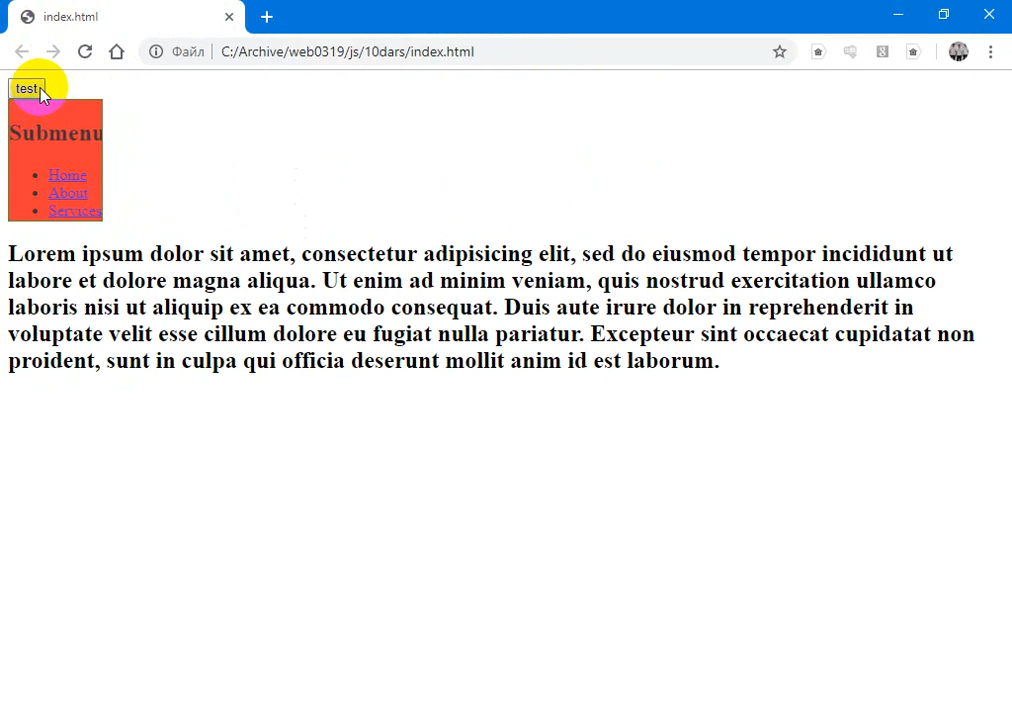 index.html
Файл C:/Archive/web0319/js/10dars/index.html
test
Submenu
Home
About
Services
Lorem ipsum dolor sit amet, consectetur adipisicing elit, sed do eiusmod tempor incididunt ut
labore et dolore magna aliqua. Ut enim ad minim veniam, quis nostrud exercitation ullamco
laboris nisi ut aliquip ex ea commodo consequat. Duis aute irure dolor in reprehenderit in
voluptate velit esse cillum dolore eu fugiat nulla pariatur. Excepteur sint occaecat cupidatat non
proident, sunt in culpa qui officia deserunt mollit anim id est laborum.